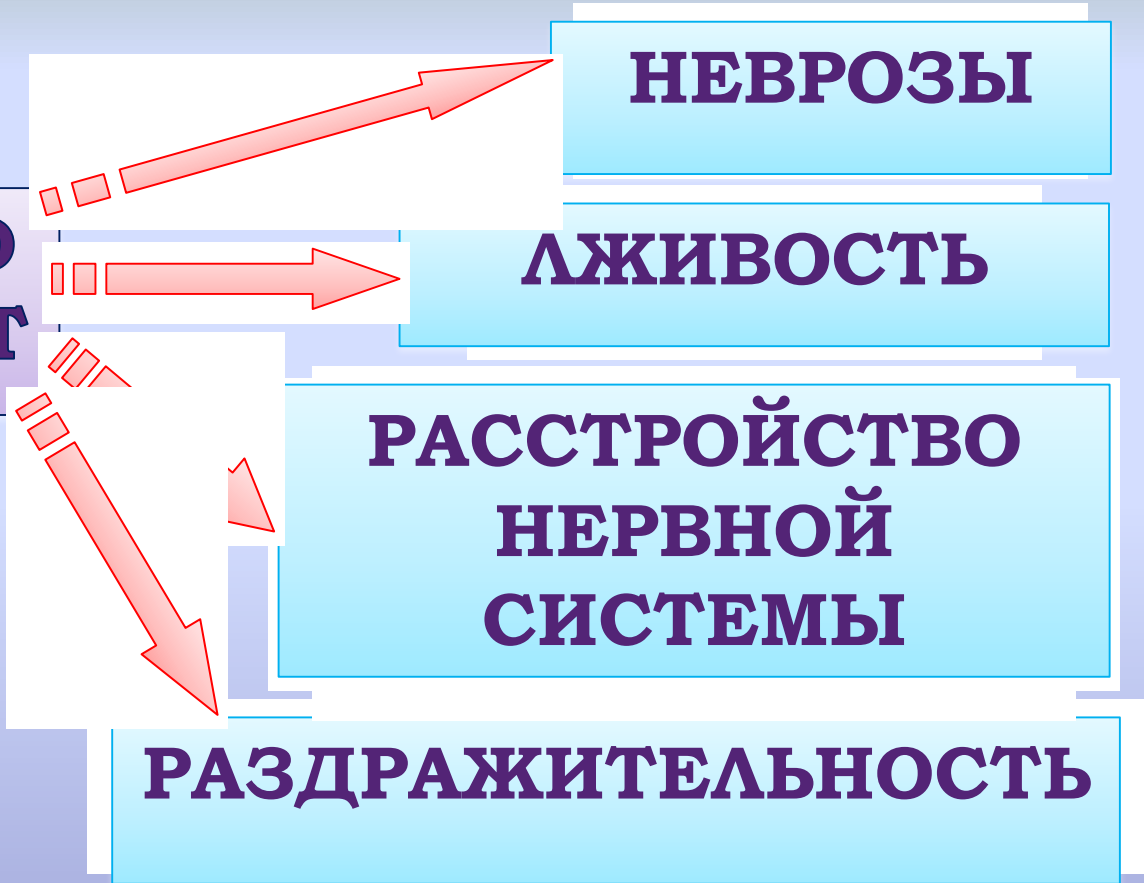 НЕВРОЗЫ
ЛЖИВОСТЬ
РАССТРОЙСТВО
НЕРВНОЙ
СИСТЕМЫ
РАЗДРАЖИТЕЛЬНОСТЬ